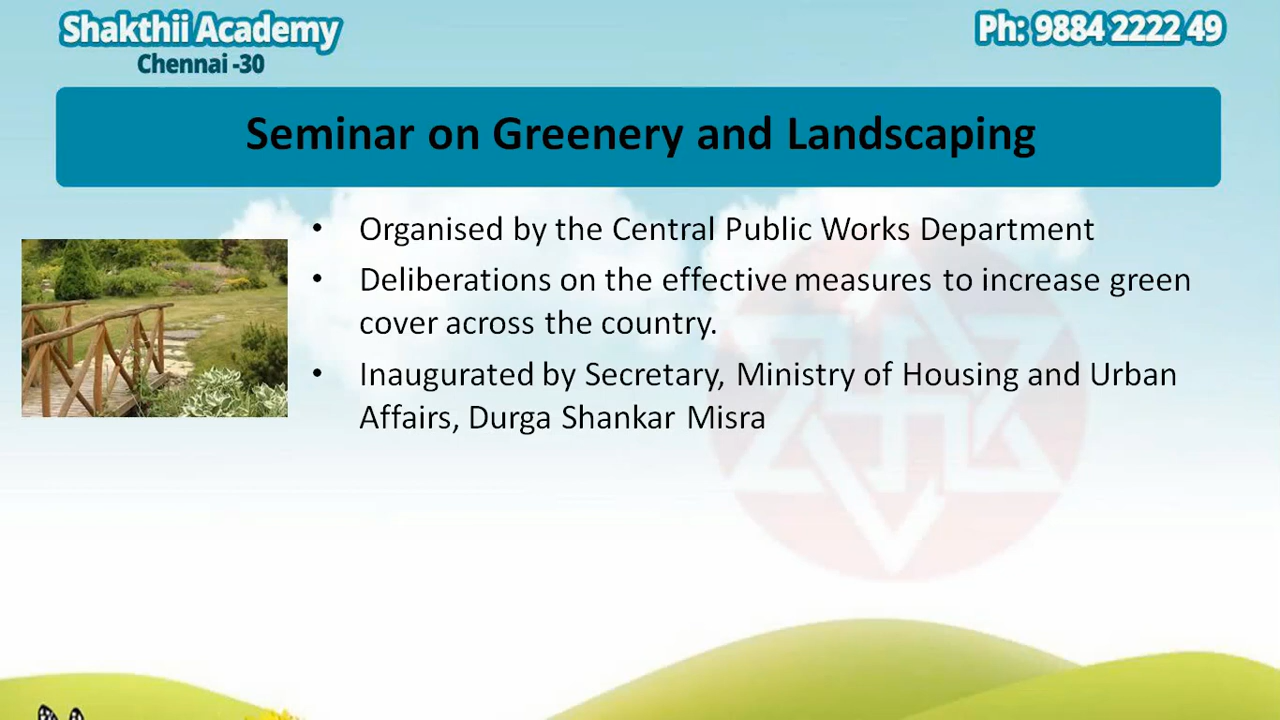 Shakthii Academy
Chennai -30
Ph: 9884 2222 49
Seminar on Greenery and Landscaping
• Organised by the Central Public Works Department
• Deliberations on the effective measures to increase green
cover across the country.
• Inaugurated by Secretary, Ministry of Housing and Urban
Affairs, Durga Shankar Misra